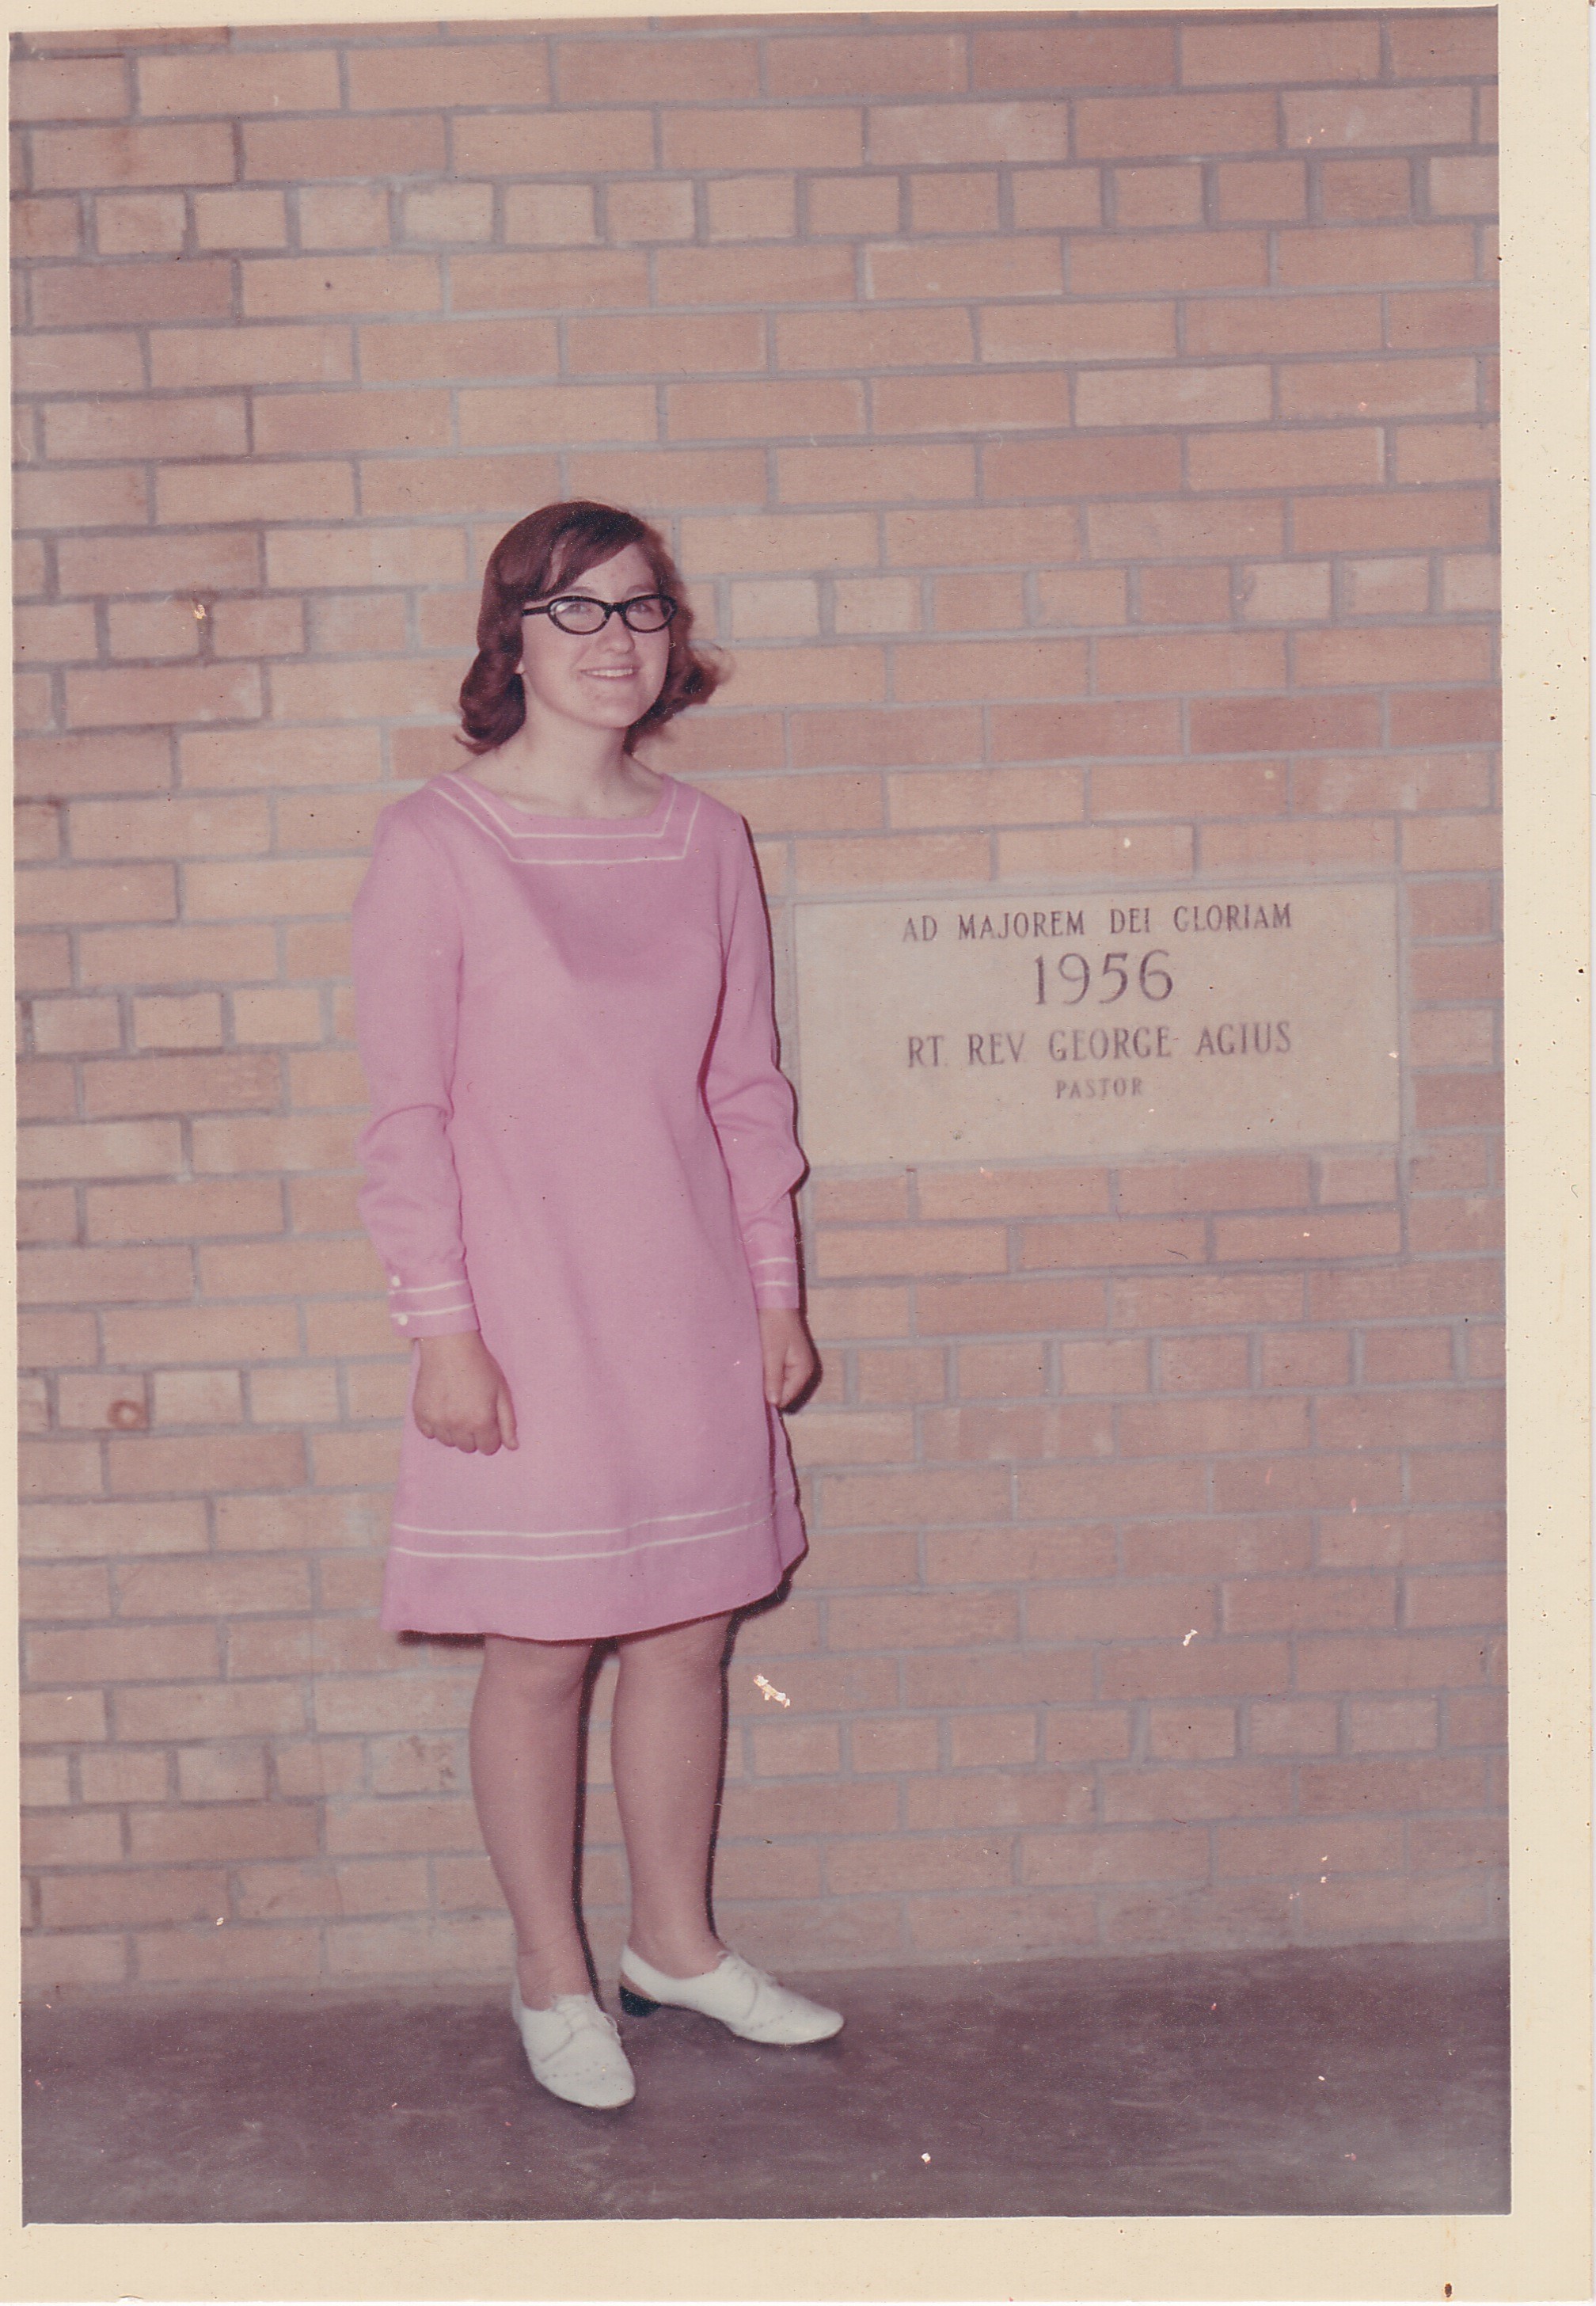 AD MAJOREM DEI GLORIAM
1956
RT. REV. GEORGE AGIUS
PASTOR